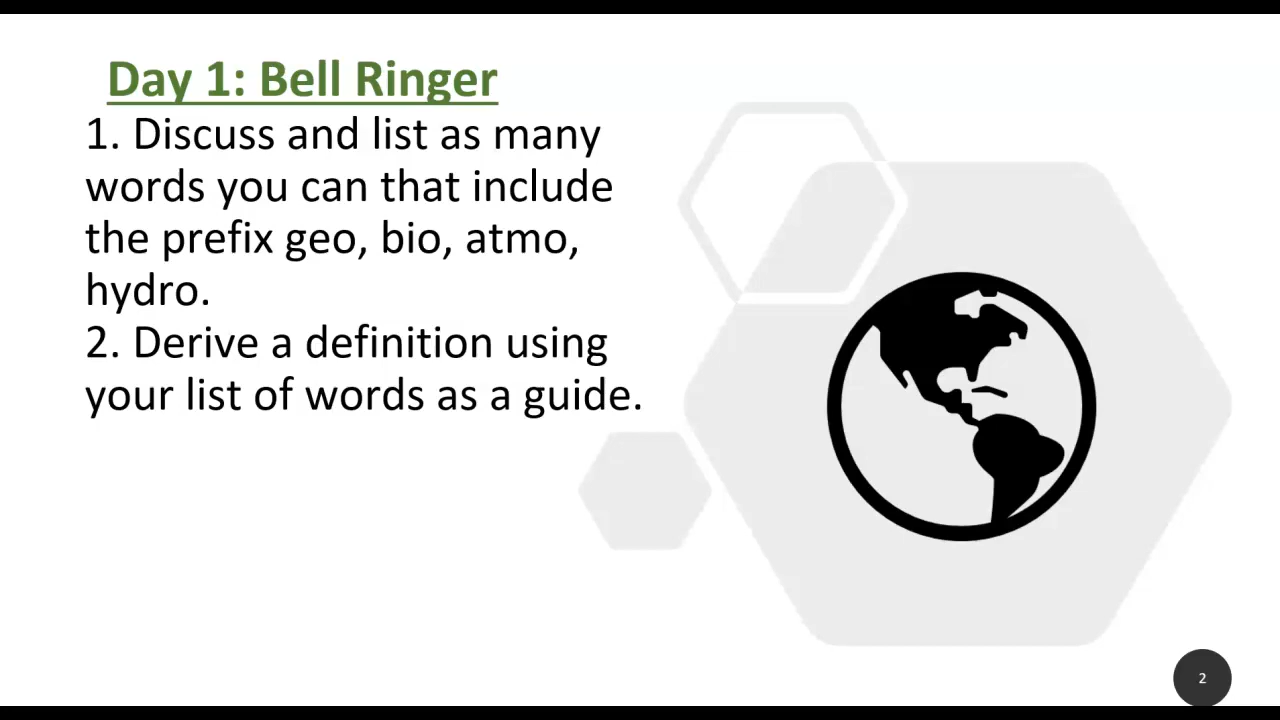 Day 1: Bell Ringer
1. Discuss and list as many
words you can that include
the prefix geo, bio, atmo,
hydro.
2. Derive a definition using
your list of words as a guide.
2